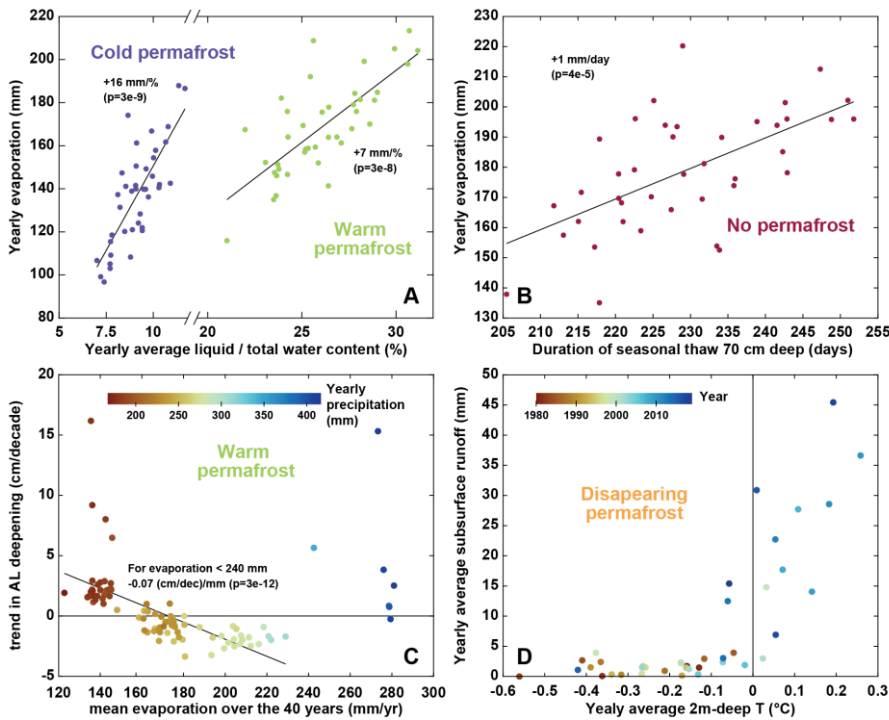 220
200
180
160
140
120
100
80
Yearly evaporation (mm)
Cold permafrost
+16 mm/%
(p=3e-9)
+7 mm/%
(p=3e-8)
Warm
permafrost
A
5
7.5
10
20
25
30
Yearly average liquid / total water content (%)
230
220
210
200
190
180
170
160
150
140
130
Yearly evaporation (mm)
+1 mm/day
(p=4e-5)
No permafrost
B
205
215
220
225
230
235
240
245
250
255
Duration of seasonal thaw 70 cm deep (days)
20
15
10
5
0
-5
trend in AL deepening (cm/decade)
Yearly
precipitation
(mm)
200
250
300
350
400
Warm
permafrost
For evaporation < 240 mm
-0.07 (cm/dec)/mm (p=3e-12)
C
120
140
160
180
200
220
240
260
280
290
mean evaporation over the 40 years (mm/yr)
50
45
40
35
30
25
20
15
10
5
0
Yearly average subsurface runoff (mm)
Year
1980
1990
2000
2010
Disapearing
permafrost
D
-0.6
-0.5
-0.4
-0.3
-0.2
-0.1
0
0.1
0.2
0.3
Yealy average 2m-deep T (°C)